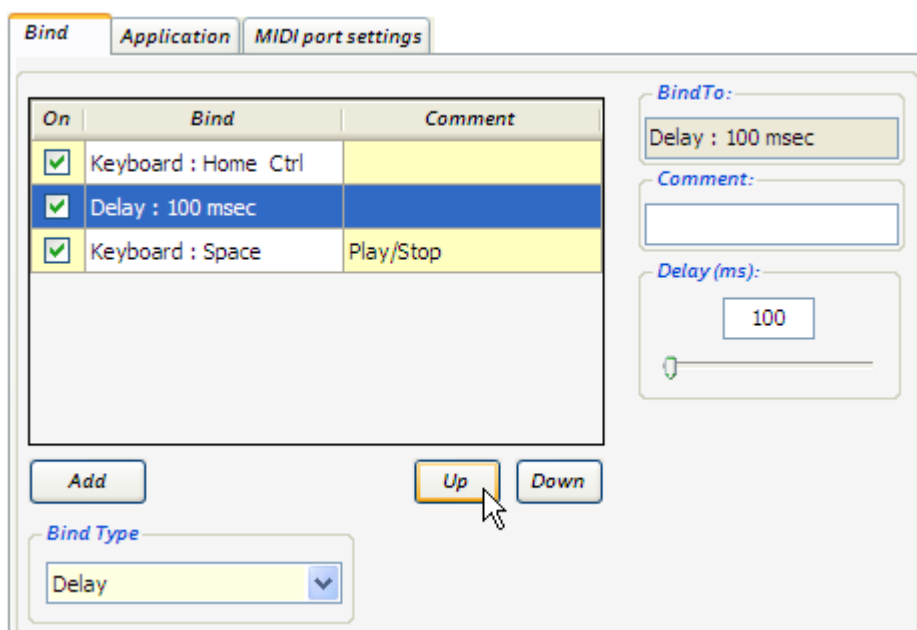 Bind Application MIDI port settings
On Bind Comment
Keyboard : Home  Ctrl
Delay : 100 msec
Keyboard : Space Play/Stop
Add Up Down
Bind Type
Delay
BindTo:
Delay : 100 msec
Comment:
Delay (ms):
100